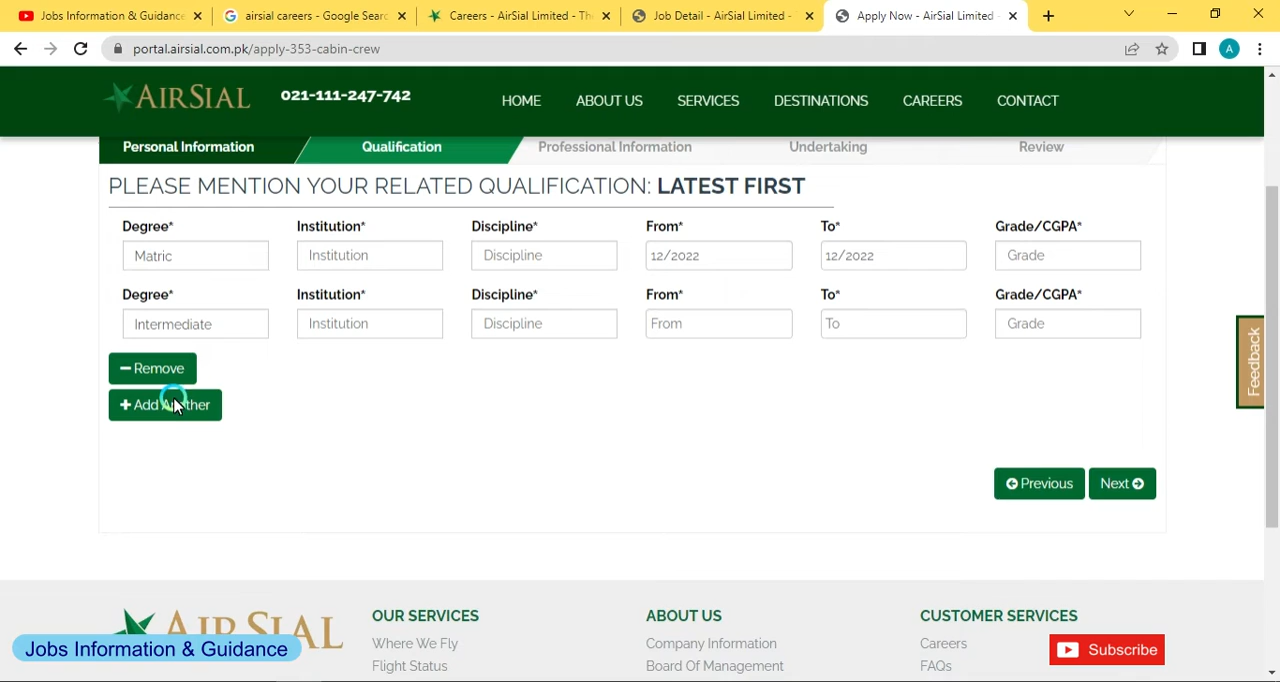 Jobs Information & Guidance
airsial careers - Google Searc
Careers - AirSial Limited - Th
Job Detail - AirSial Limited -
Apply Now - AirSial Limited
portal.airsial.com.pk/apply-353-cabin-crew
A
AIRSIAL
021-111-247-742
HOME
ABOUT US
SERVICES
DESTINATIONS
CAREERS
CONTACT
Personal Information
Qualification
Professional Information
Undertaking
Review
PLEASE MENTION YOUR RELATED QUALIFICATION: LATEST FIRST
Degree* Institution* Discipline* From* To* Grade/CGPA*
Matric Institution Discipline 12/2022 12/2022 Grade
Degree* Institution* Discipline* From* To* Grade/CGPA*
Intermediate Institution Discipline From To Grade
Remove
Add Another
Feedback
Previous
Next
AIRSIAL
OUR SERVICES
ABOUT US
CUSTOMER SERVICES
Where We Fly
Company Information
Careers
Flight Status
Board Of Management
FAQs
Jobs Information & Guidance
Subscribe